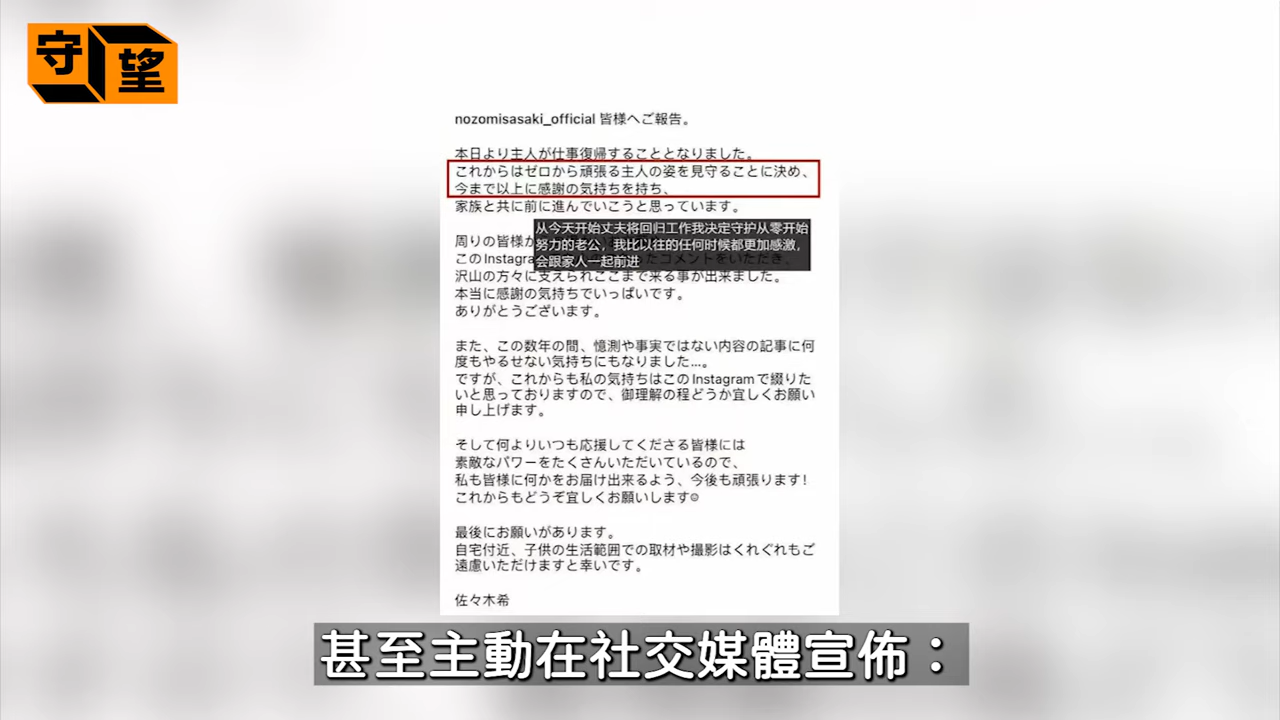 守望
nozomisasaki_official 皆様へご報告。
本日より主人が仕事復帰することとなりました。
これからはゼロから頑張る主人の姿を見守ることに決め、
今まで以上に感謝の気持ちを持ち、
家族と共に前に進んでいこうと思っています。
从今天开始丈夫将回归工作我决定守护从零开始
努力的老公，我比以往的任何时候都更加感激，
会跟家人一起前进
周りの皆様か
このInstagr たコメントをいただき、
沢山の方々に支えられここまで来る事が出来ました。
本当に感謝の気持ちでいっぱいです。
ありがとうございます。
また、この数年の間、憶測や事実ではない内容の記事に何
度もやるせない気持ちにもなりました...。
ですが、これからも私の気持ちはこのInstagramで綴りた
いと思っておりますので、御理解の程どうか宜しくお願い
申し上げます。
そして何よりいつも応援してくださる皆様には
素敵なパワーをたくさんいただいているので、
私も皆様に何かをお届け出来るよう、今後も頑張ります！
これからもどうぞ宜しくお願いします☺
最後にお願いがあります。
自宅付近、子供の生活範囲での取材や撮影はくれぐれもご
遠慮いただけますと幸いです。
佐々木希
甚至主動在社交媒體宣佈：